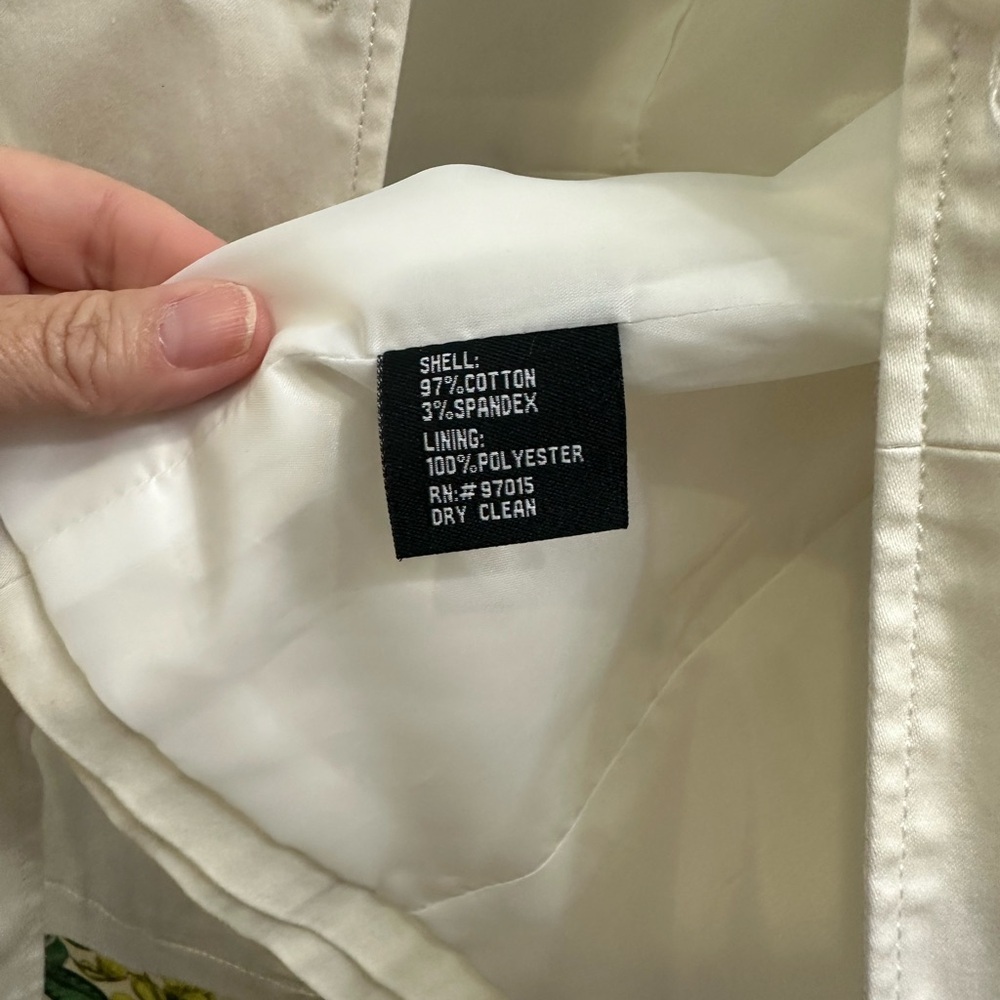 SHELL:
97%COTTON
3%SPANDEX
LINING:
100%POLYESTER
RN:# 97015
DRY CLEAN